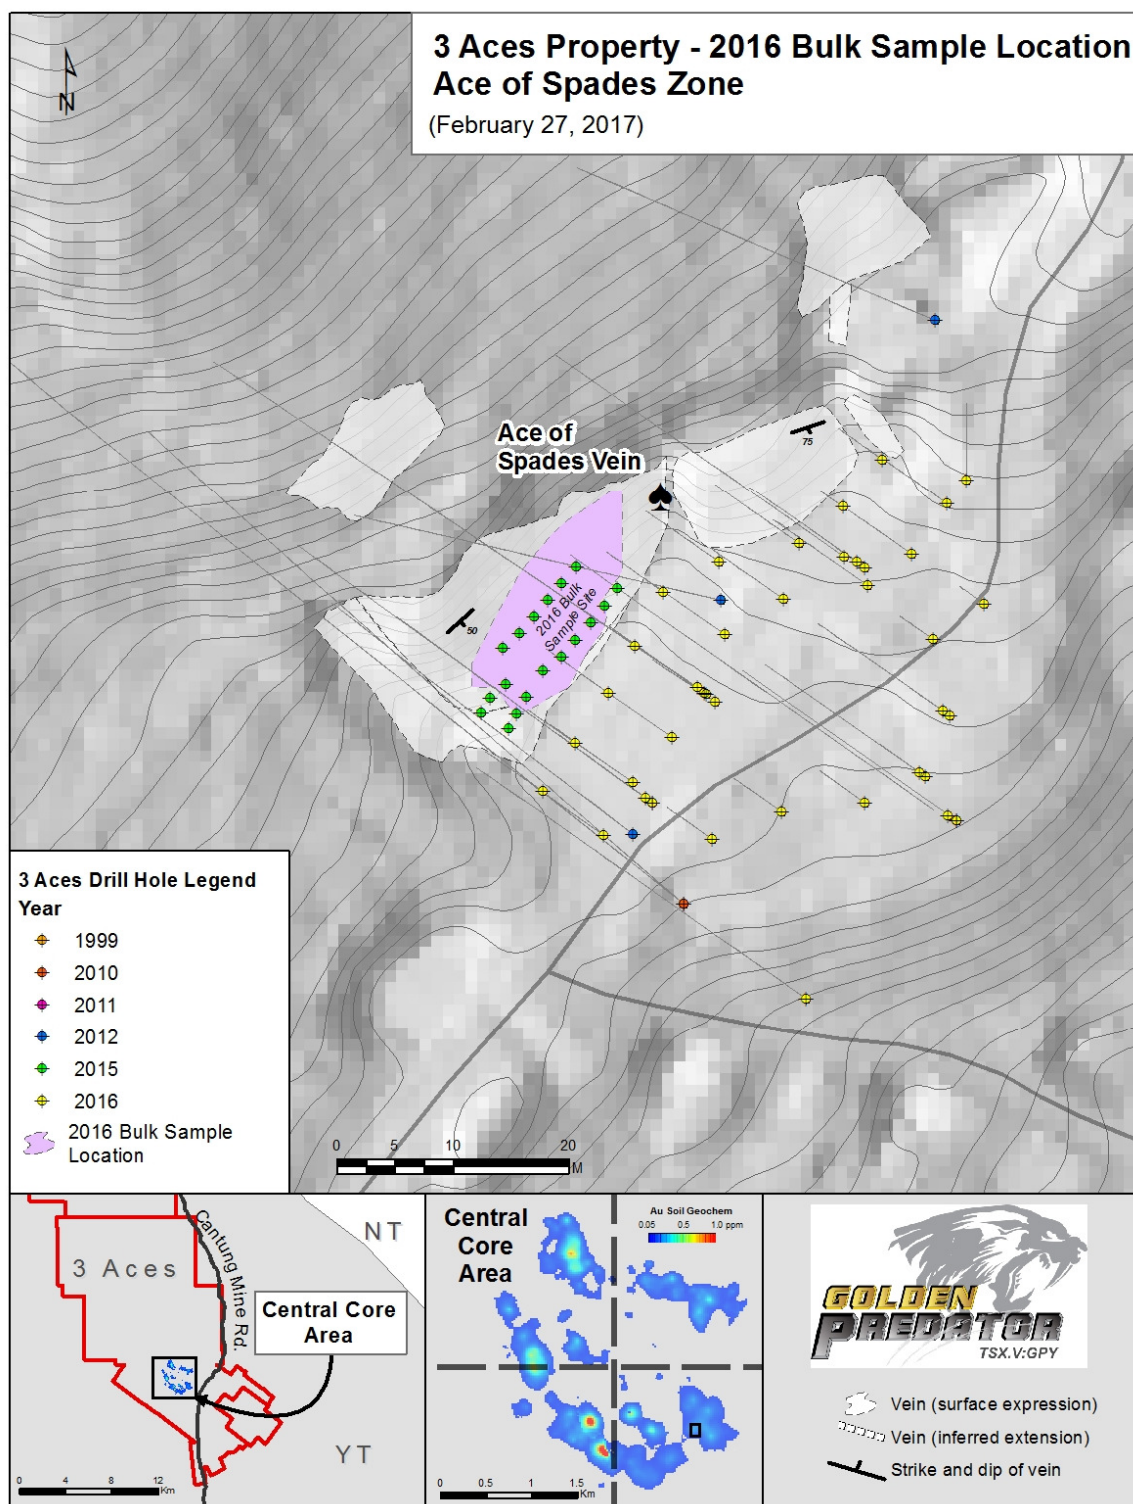 3 Aces Property - 2016 Bulk Sample Location
Ace of Spades Zone
(February 27, 2017)
N
Ace of
Spades Vein
75
50
2016 Bulk
Sample Site
3 Aces Drill Hole Legend
Year
1999
2010
2011
2012
2015
2016
2016 Bulk Sample
Location
0 5 10 20
M
Cantung Mine Rd.
NT
3 Aces
Central Core
Area
YT
0 4 8 12
Km
Central
Core
Area
Au Soil Geochem
0.05 0.5 1.0 ppm
0 0.5 1 1.5
Km
GOLDEN
PREDATOR
TSX.V:GPY
Vein (surface expression)
Vein (inferred extension)
Strike and dip of vein